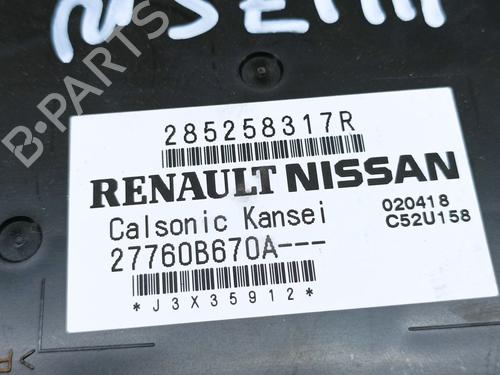 285258317R
RENAULT NISSAN
Calsonic Kansei
020418
27760B670A---
C52U158
*J3X35912*
B-PARTS